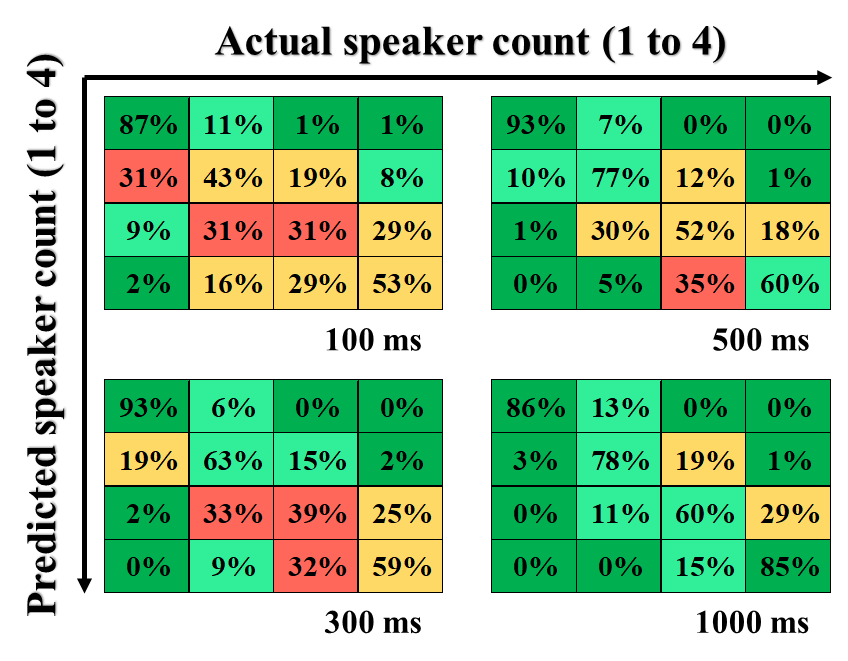 Actual speaker count (1 to 4)
Predicted speaker count (1 to 4)
87% 11% 1% 1%
31% 43% 19% 8%
9% 31% 31% 29%
2% 16% 29% 53%
100 ms
93% 7% 0% 0%
10% 77% 12% 1%
1% 30% 52% 18%
0% 5% 35% 60%
500 ms
93% 6% 0% 0%
19% 63% 15% 2%
2% 33% 39% 25%
0% 9% 32% 59%
300 ms
86% 13% 0% 0%
3% 78% 19% 1%
0% 11% 60% 29%
0% 0% 15% 85%
1000 ms